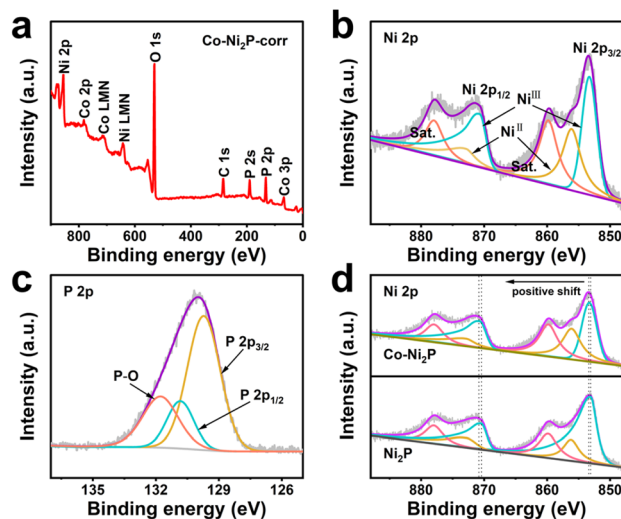 a
Co-Ni₂P-corr
Ni 2p
Co 2p
Co LMN
Ni LMN
O 1s
C 1s
P 2s
P 2p
Co 3p
Intensity (a.u.)
800 600 400 200 0
Binding energy (eV)
b
Ni 2p
Ni 2p3/2
Ni 2p1/2
Niᴵᴵᴵ
Niᴵᴵ
Sat.
Sat.
Intensity (a.u.)
880 870 860 850
Binding energy (eV)
c
P 2p
P 2p3/2
P-O
P 2p1/2
Intensity (a.u.)
135 132 129 126
Binding energy (eV)
d
Ni 2p
positive shift
Co-Ni₂P
Ni₂P
Intensity (a.u.)
880 870 860 850
Binding energy (eV)